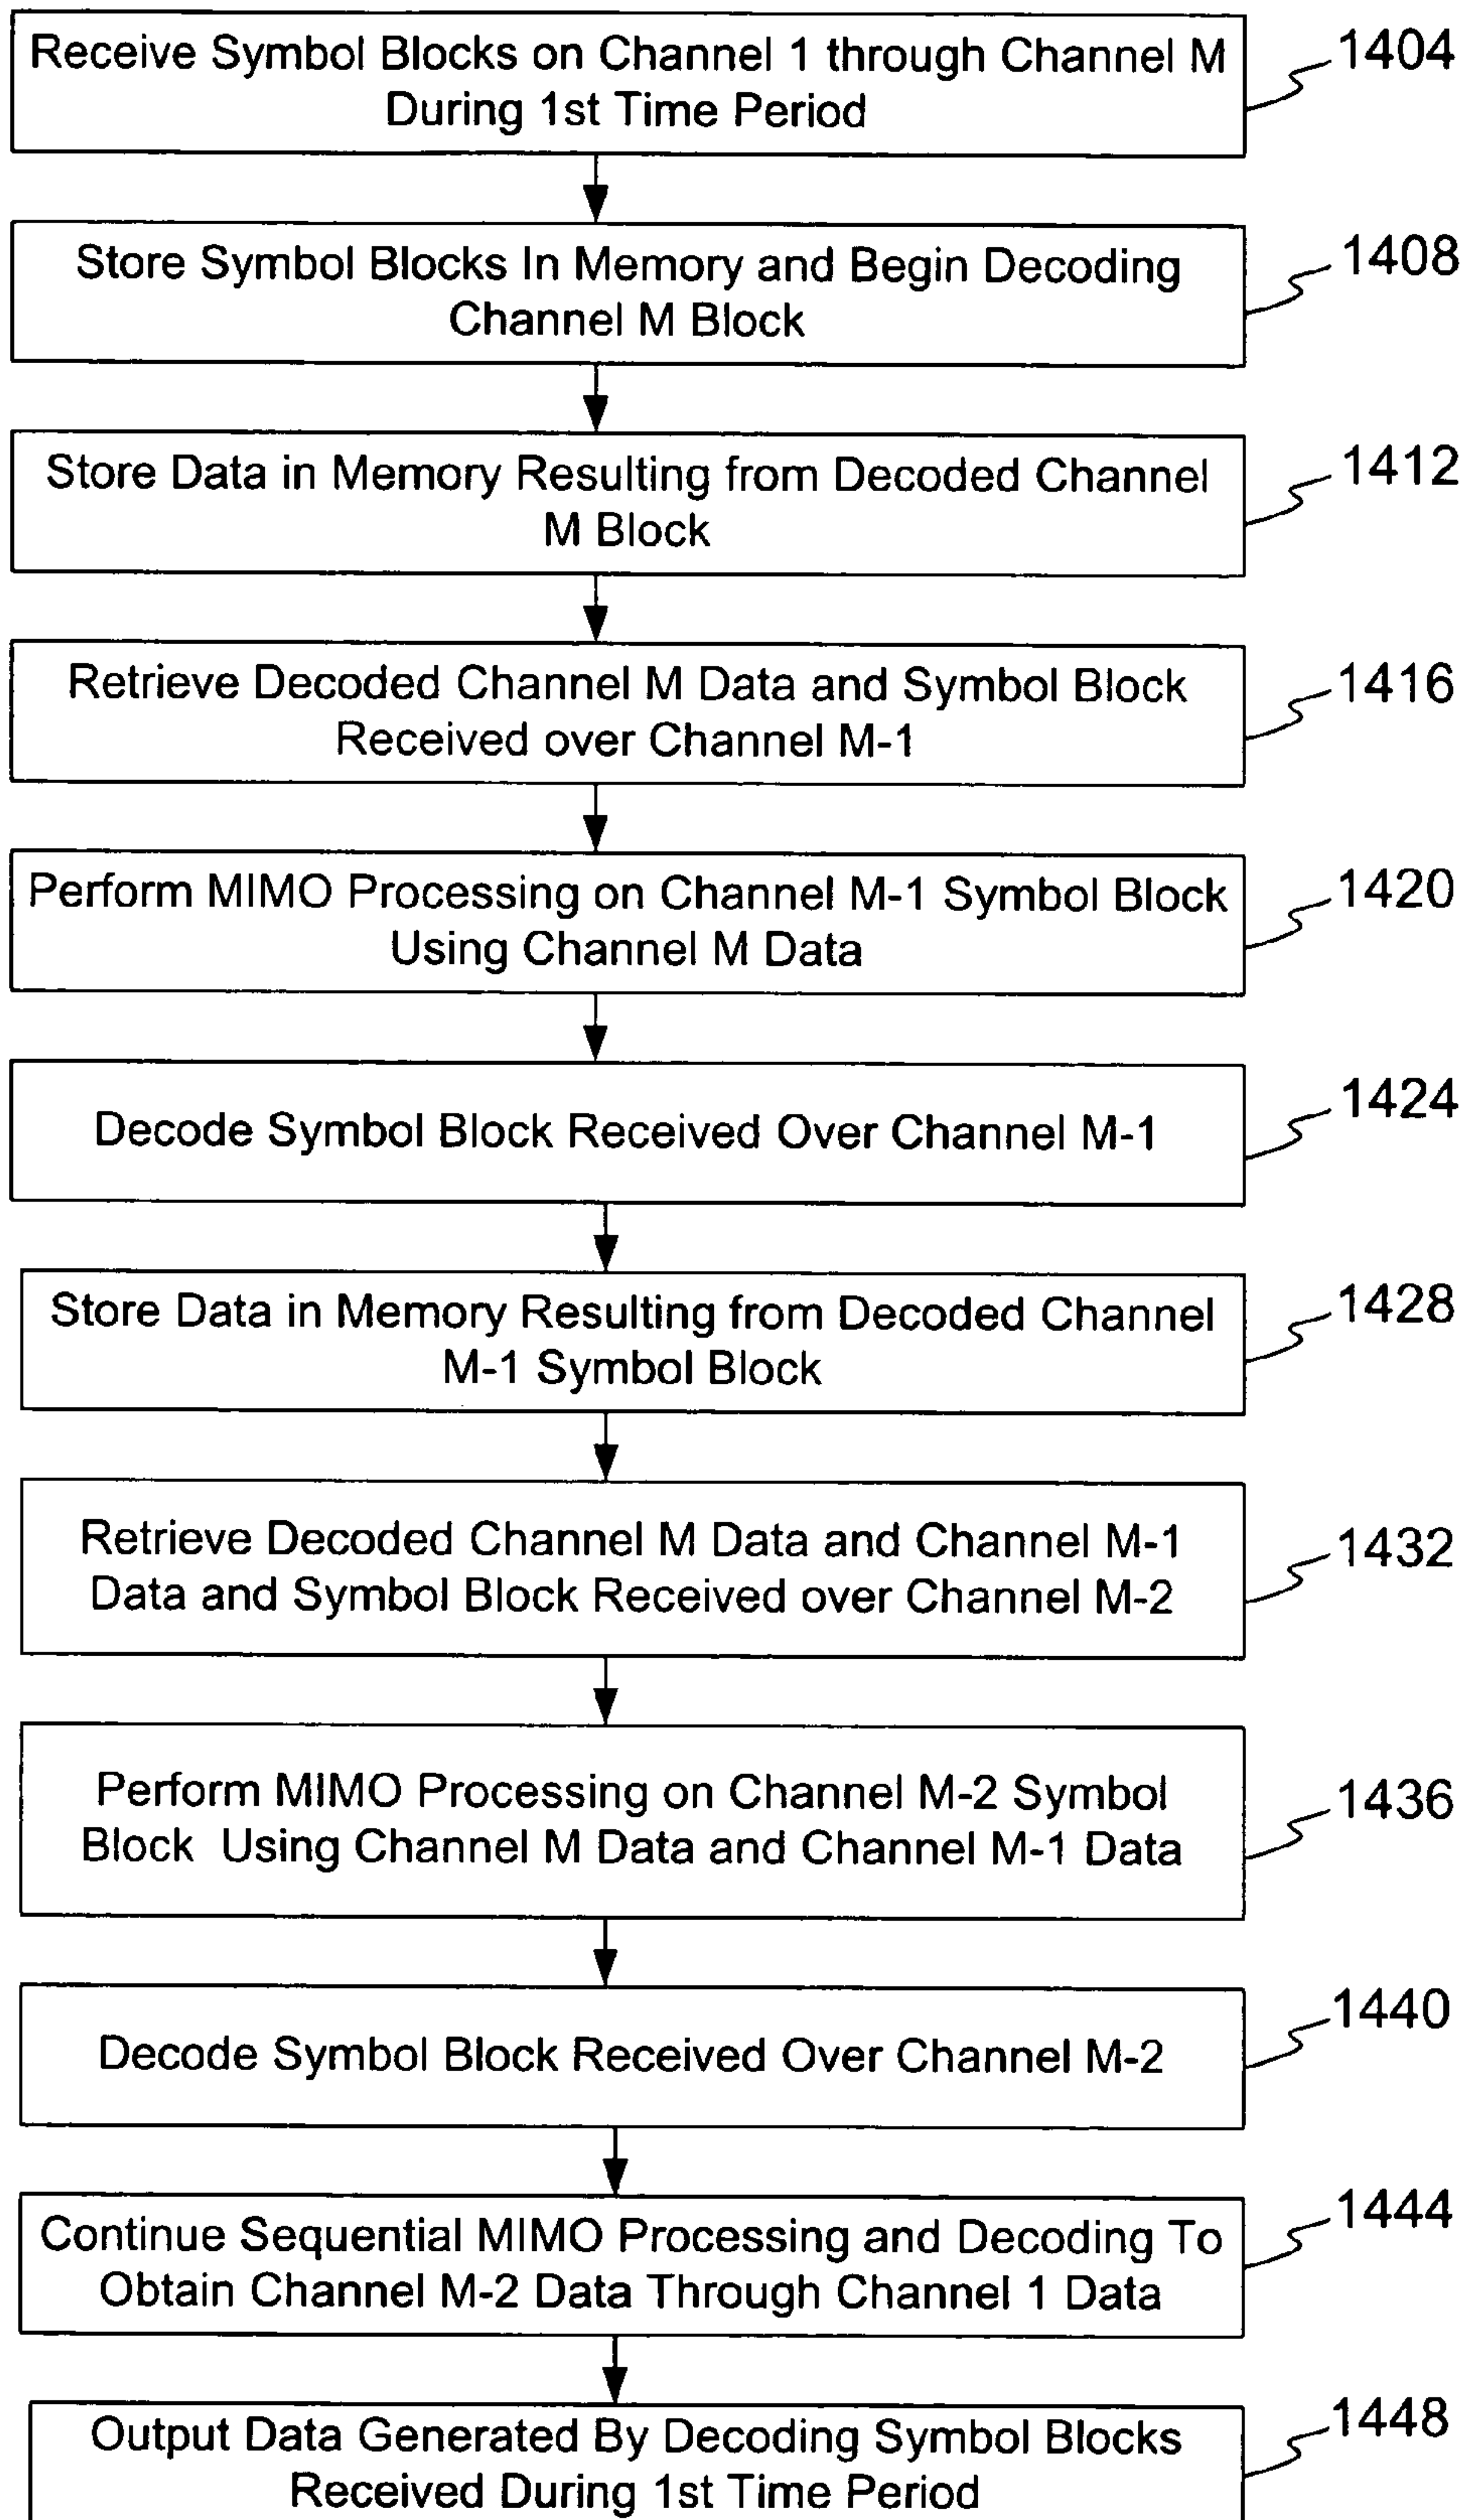 Receive Symbol Blocks on Channel 1 through Channel M
During 1st Time Period
1404
Store Symbol Blocks In Memory and Begin Decoding
Channel M Block
1408
Store Data in Memory Resulting from Decoded Channel
M Block
1412
Retrieve Decoded Channel M Data and Symbol Block
Received over Channel M-1
1416
Perform MIMO Processing on Channel M-1 Symbol Block
Using Channel M Data
1420
Decode Symbol Block Received Over Channel M-1
1424
Store Data in Memory Resulting from Decoded Channel
M-1 Symbol Block
1428
Retrieve Decoded Channel M Data and Channel M-1
Data and Symbol Block Received over Channel M-2
1432
Perform MIMO Processing on Channel M-2 Symbol
Block Using Channel M Data and Channel M-1 Data
1436
Decode Symbol Block Received Over Channel M-2
1440
Continue Sequential MIMO Processing and Decoding To
Obtain Channel M-2 Data Through Channel 1 Data
1444
Output Data Generated By Decoding Symbol Blocks
Received During 1st Time Period
1448